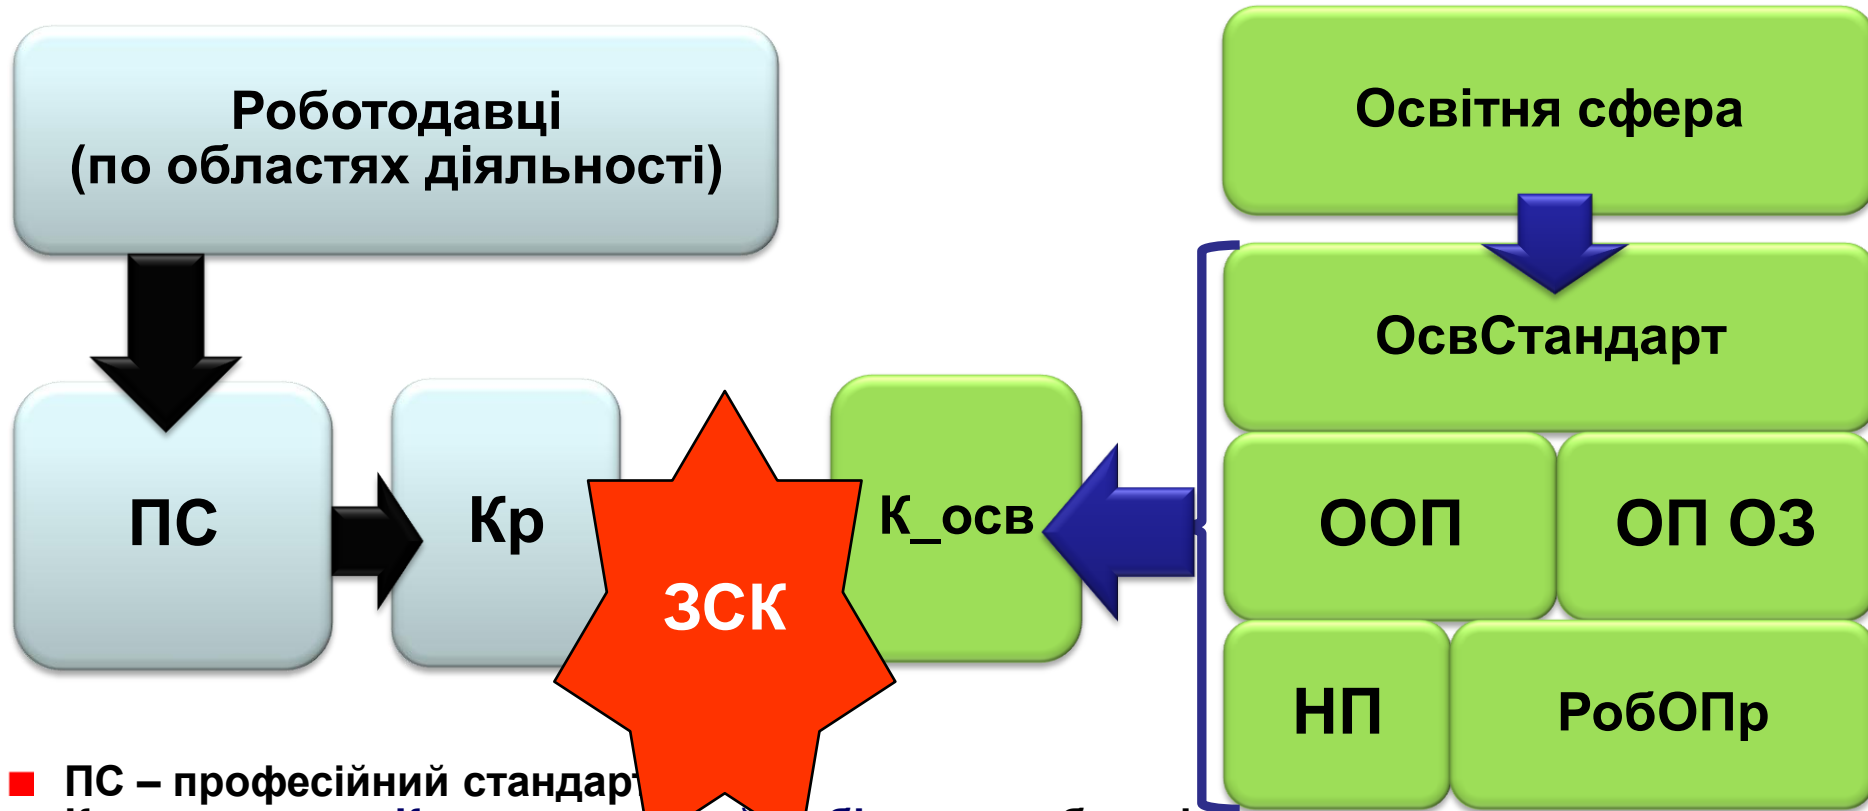 Роботодавці
(по областях діяльності)
Освітня сфера
ОсвСтандарт
ПС
Кр
ЗСК
К_осв
ООП
ОП ОЗ
НП
РобОПр
ПС – професійний стандарт